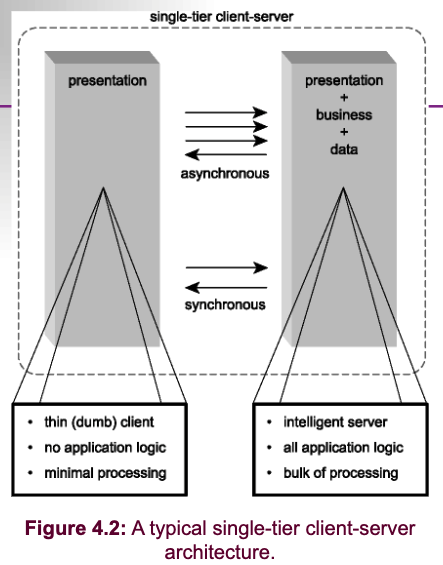 single-tier client-server
presentation
presentation
+
business
+
data
asynchronous
synchronous
• thin (dumb) client
• no application logic
• minimal processing
• intelligent server
• all application logic
• bulk of processing
Figure 4.2: A typical single-tier client-server
architecture.